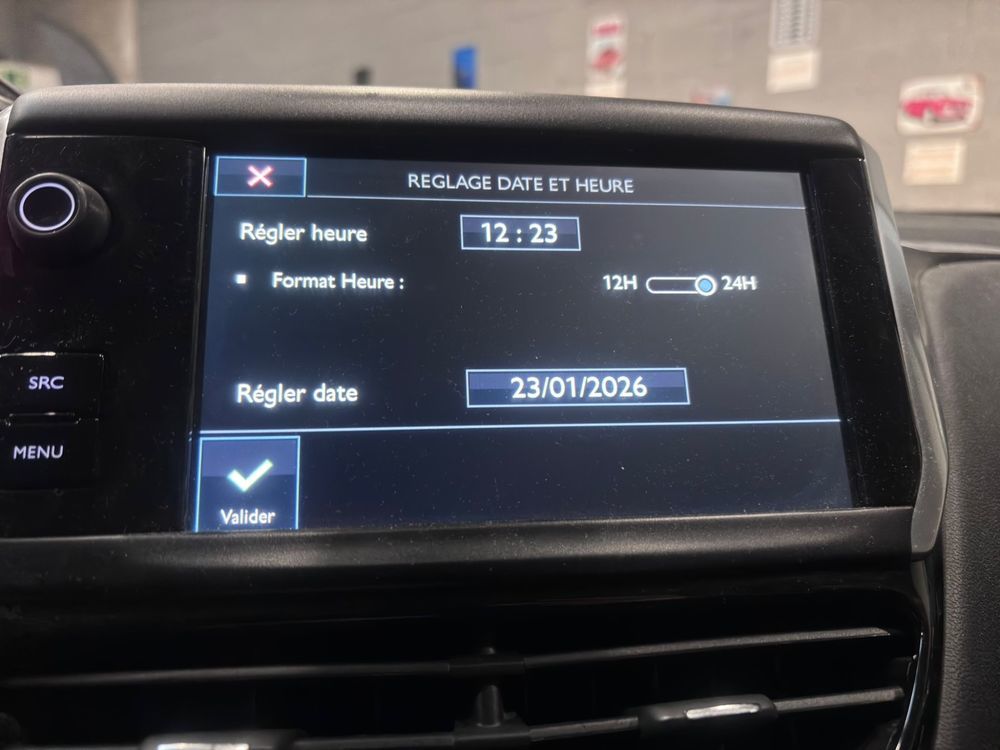 REGLAGE DATE ET HEURE
Régler heure 12 : 23
Format Heure : 12H 24H
Régler date 23/01/2026
Valider
SRC
MENU